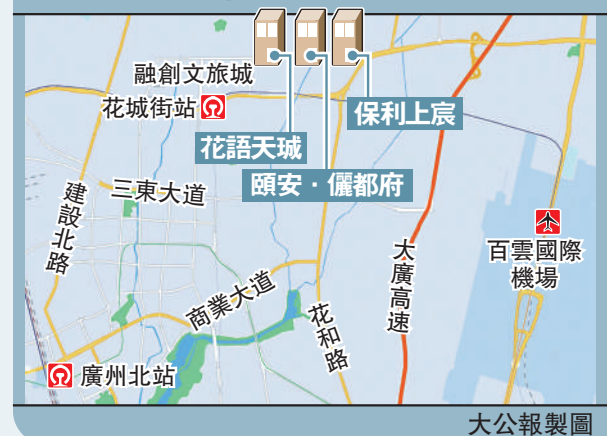 融創文旅城
花城街站
保利上宸
花語天城
頤安・儷都府
三東大道
建設北路
大廣高速
百雲國際
機場
商業大道
花和路
廣州北站
大公報製圖